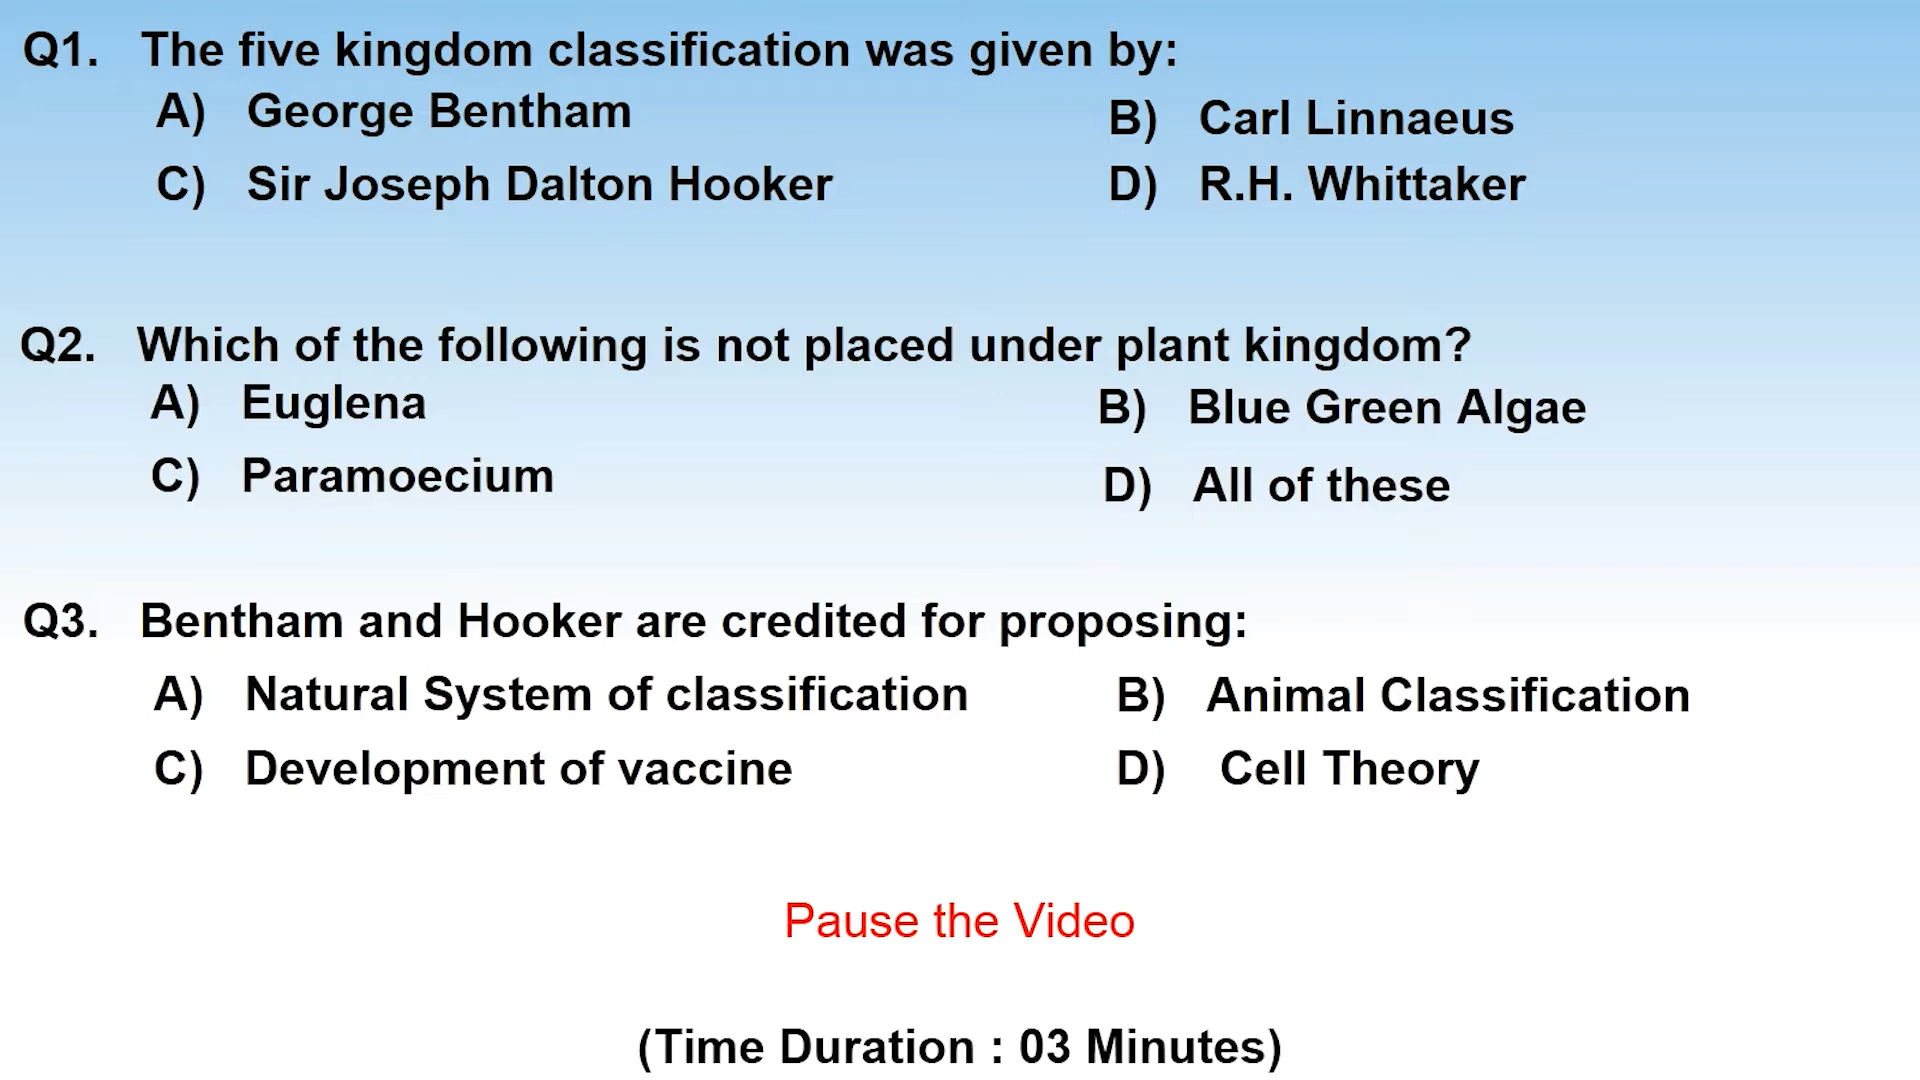 Q1. The five kingdom classification was given by:
A) George Bentham B) Carl Linnaeus
C) Sir Joseph Dalton Hooker D) R.H. Whittaker
Q2. Which of the following is not placed under plant kingdom?
A) Euglena B) Blue Green Algae
C) Paramoecium D) All of these
Q3. Bentham and Hooker are credited for proposing:
A) Natural System of classification B) Animal Classification
C) Development of vaccine D) Cell Theory
Pause the Video
(Time Duration : 03 Minutes)